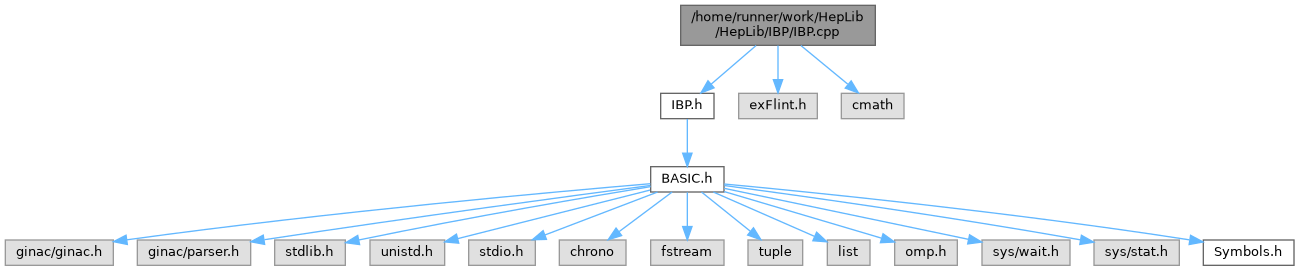 /home/runner/work/HepLib
/HepLib/IBP/IBP.cpp
IBP.h
exFlint.h
cmath
BASIC.h
ginac/ginac.h
ginac/parser.h
stdlib.h
unistd.h
stdio.h
chrono
fstream
tuple
list
omp.h
sys/wait.h
sys/stat.h
Symbols.h